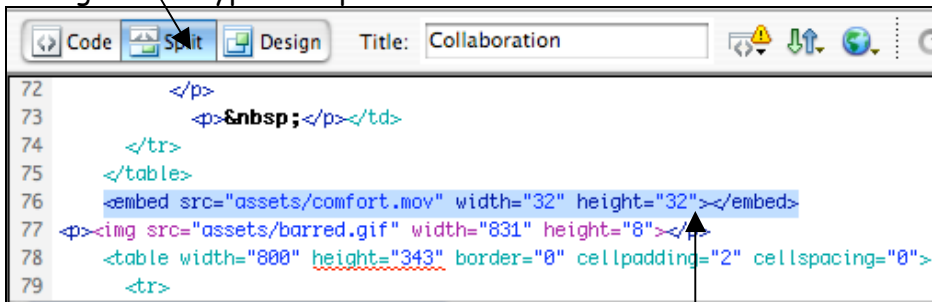 Code Split Design Title: Collaboration
72 </p>
73 <p>&nbsp;</p></td>
74 </tr>
75 </table>
76 <embed src="assets/comfort.mov" width="32" height="32"></embed>
77 <p><img src="assets/barred.gif" width="831" height="8"></p>
78 <table width="800" height="343" border="0" cellpadding="2" cellspacing="0">
79 <tr>